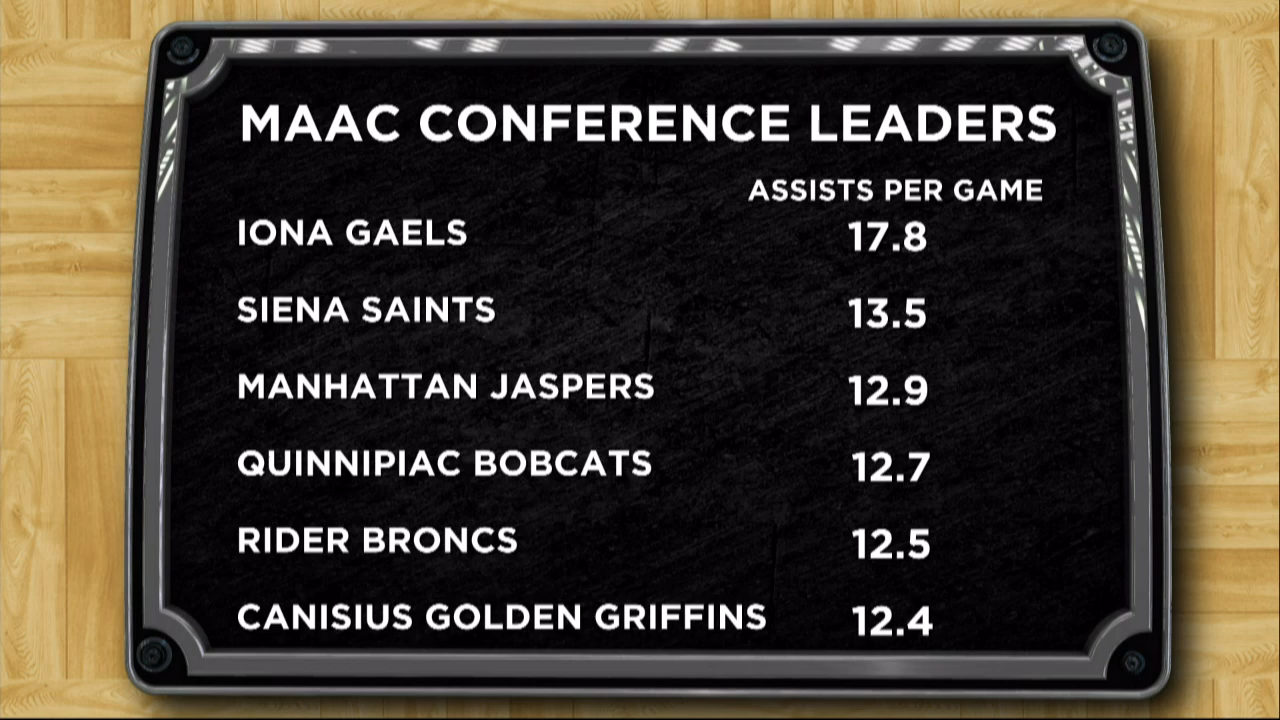 MAAC CONFERENCE LEADERS
ASSISTS PER GAME
IONA GAELS 17.8
SIENA SAINTS 13.5
MANHATTAN JASPERS 12.9
QUINNIPIAC BOBCATS 12.7
RIDER BRONCS 12.5
CANISIUS GOLDEN GRIFFINS 12.4